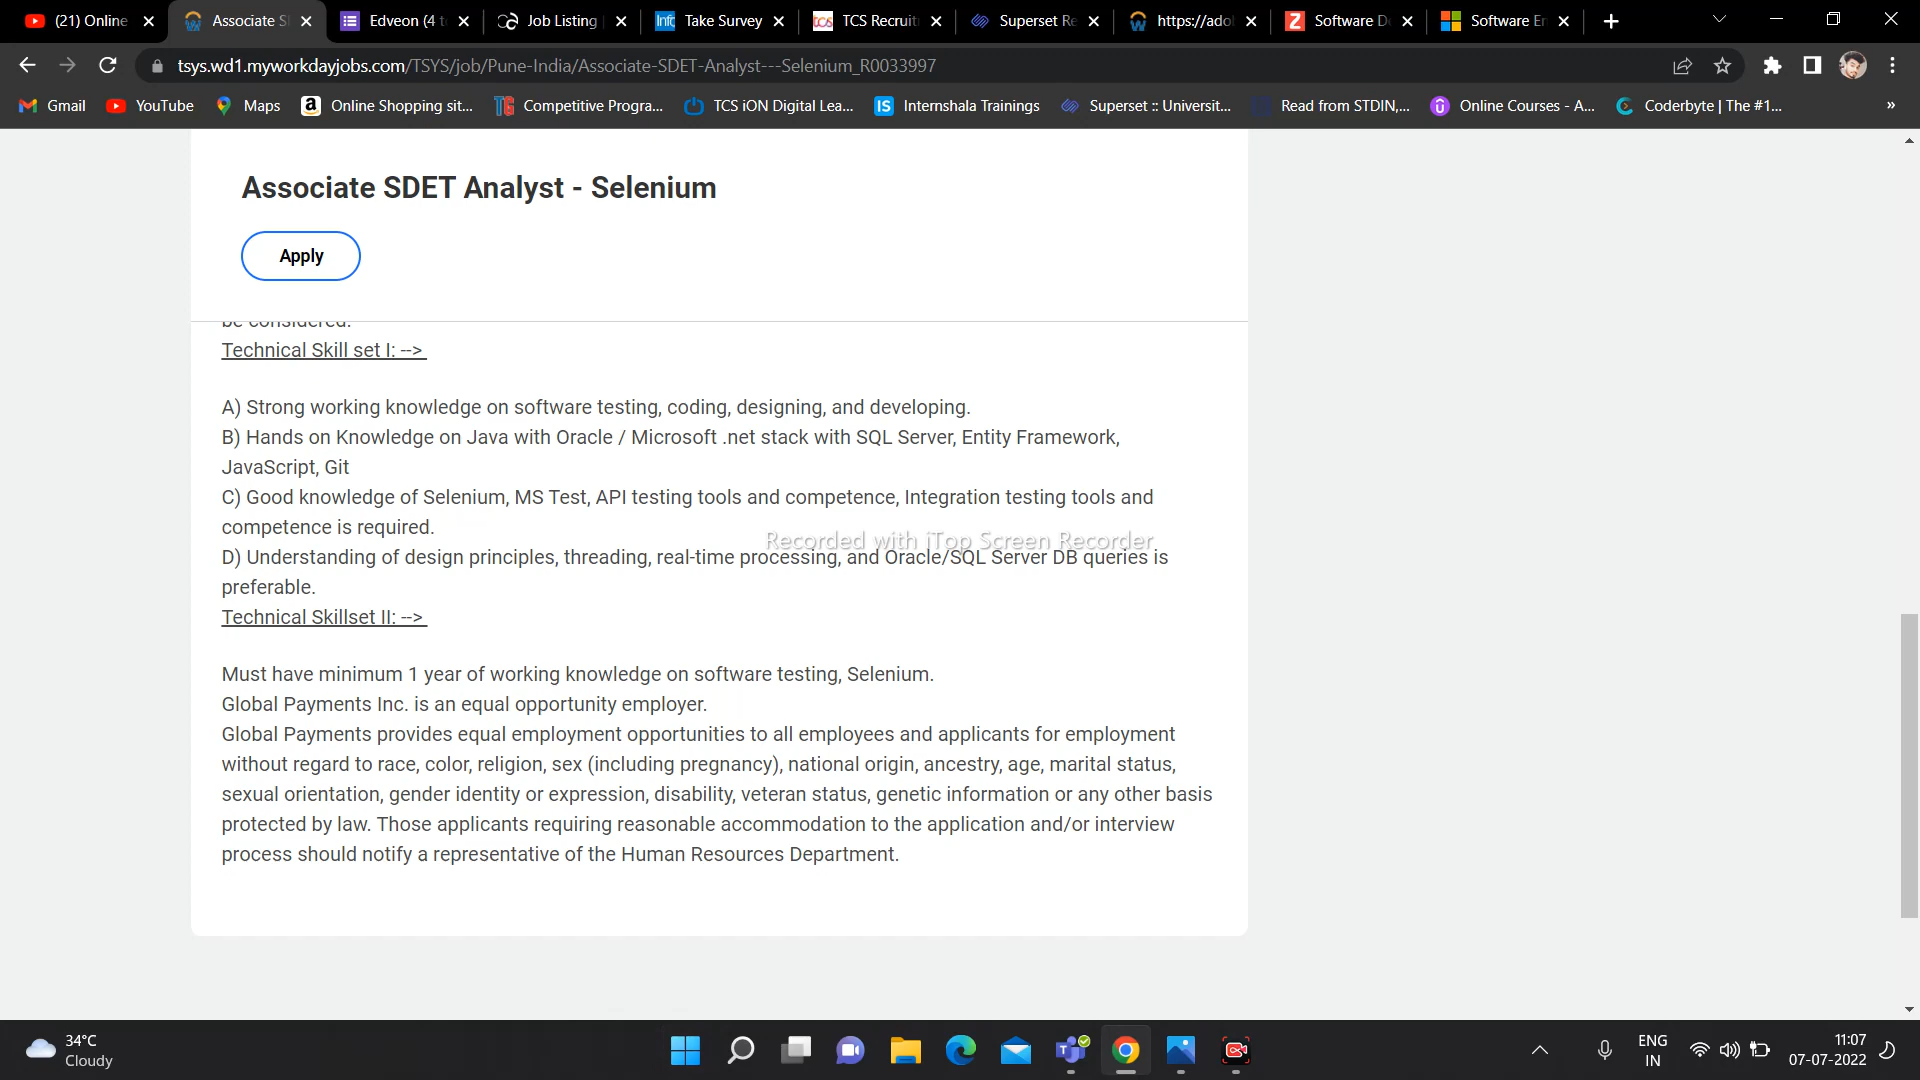 (21) Online
Associate S
Edveon (4 t
Job Listing
Take Survey
TCS Recruit
Superset Re
https://ado
Software D
Software En
tsys.wd1.myworkdayjobs.com/TSYS/job/Pune-India/Associate-SDET-Analyst---Selenium_R0033997
Gmail
YouTube
Maps
Online Shopping sit...
Competitive Progra...
TCS iON Digital Lea...
Internshala Trainings
Superset :: Universit...
Read from STDIN,...
Online Courses - A...
Coderbyte | The #1...
»
Associate SDET Analyst - Selenium
Apply
be considered.
Technical Skill set I: -->
A) Strong working knowledge on software testing, coding, designing, and developing.
B) Hands on Knowledge on Java with Oracle / Microsoft .net stack with SQL Server, Entity Framework,
JavaScript, Git
C) Good knowledge of Selenium, MS Test, API testing tools and competence, Integration testing tools and
competence is required.
Recorded with iTop Screen Recorder
D) Understanding of design principles, threading, real-time processing, and Oracle/SQL Server DB queries is
preferable.
Technical Skillset II: -->
Must have minimum 1 year of working knowledge on software testing, Selenium.
Global Payments Inc. is an equal opportunity employer.
Global Payments provides equal employment opportunities to all employees and applicants for employment
without regard to race, color, religion, sex (including pregnancy), national origin, ancestry, age, marital status,
sexual orientation, gender identity or expression, disability, veteran status, genetic information or any other basis
protected by law. Those applicants requiring reasonable accommodation to the application and/or interview
process should notify a representative of the Human Resources Department.
34°C
Cloudy
ENG
IN
11:07
07-07-2022